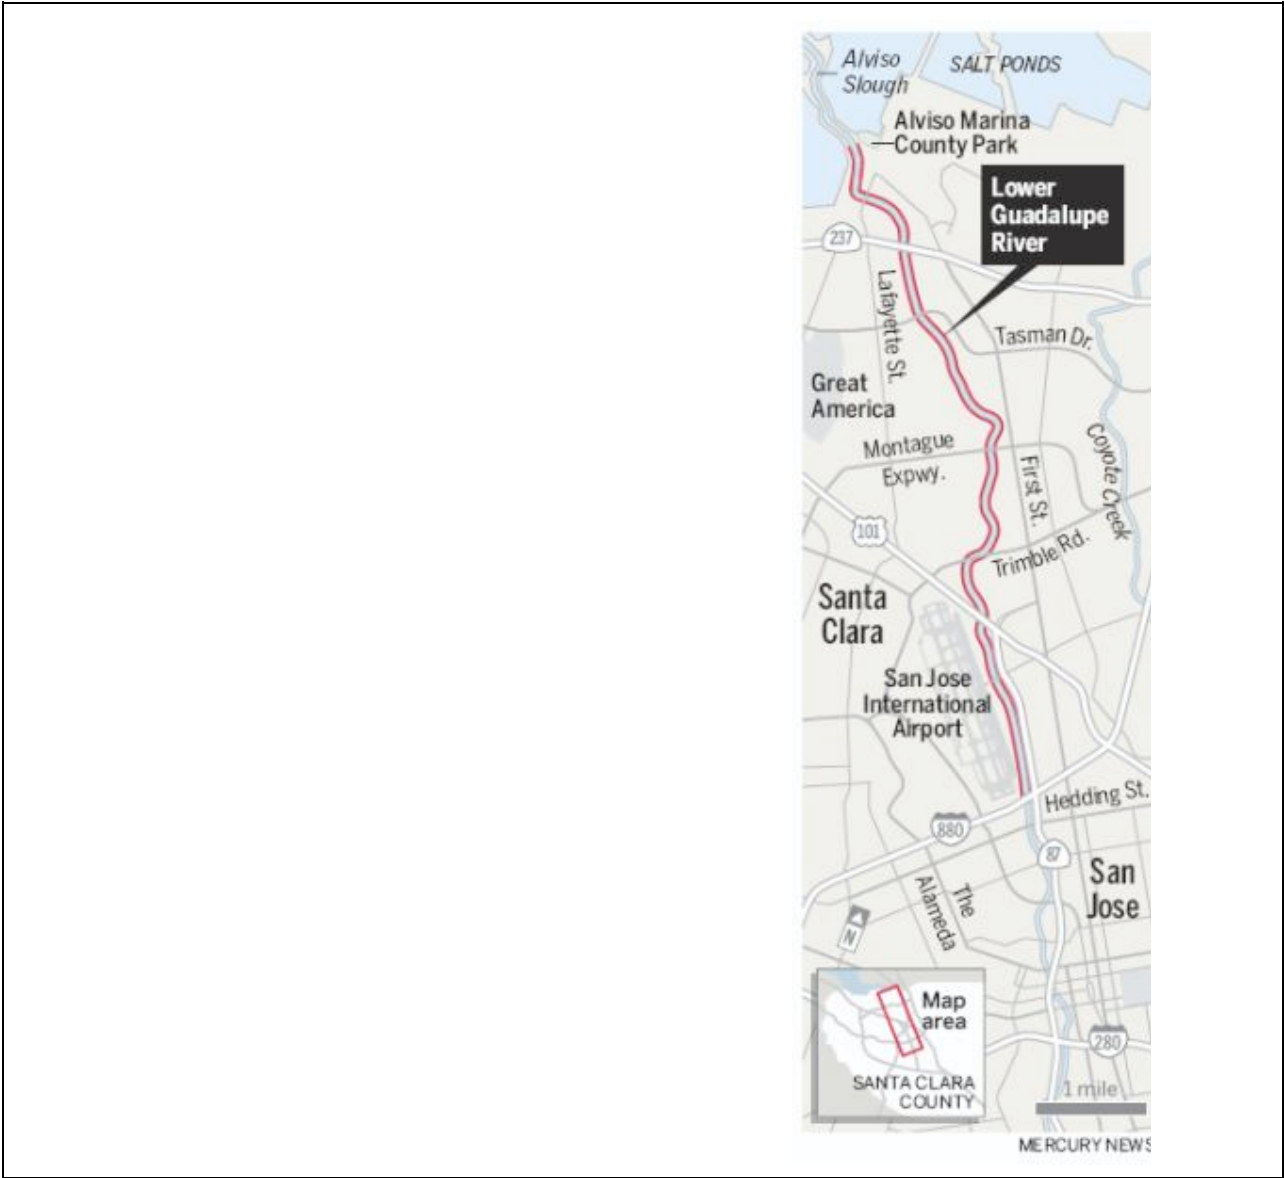 Alviso
Slough
SALT PONDS
Alviso Marina
County Park
Lower
Guadalupe
River
237
Lafayette St.
Tasman Dr.
Great
America
Montague
Expwy.
First St.
Coyote Creek
101
Trimble Rd.
Santa
Clara
San Jose
International
Airport
Hedding St.
880
87
San
Jose
The
Alameda
N
Map
area
SANTA CLARA
COUNTY
280
1 mile
MERCURY NEWS